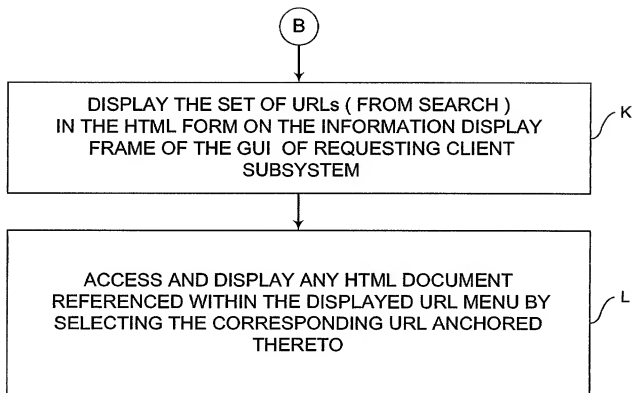 B
DISPLAY THE SET OF URLs ( FROM SEARCH )
IN THE HTML FORM ON THE INFORMATION DISPLAY
FRAME OF THE GUI OF REQUESTING CLIENT
SUBSYSTEM
K
ACCESS AND DISPLAY ANY HTML DOCUMENT
REFERENCED WITHIN THE DISPLAYED URL MENU BY
SELECTING THE CORRESPONDING URL ANCHORED
THERETO
L